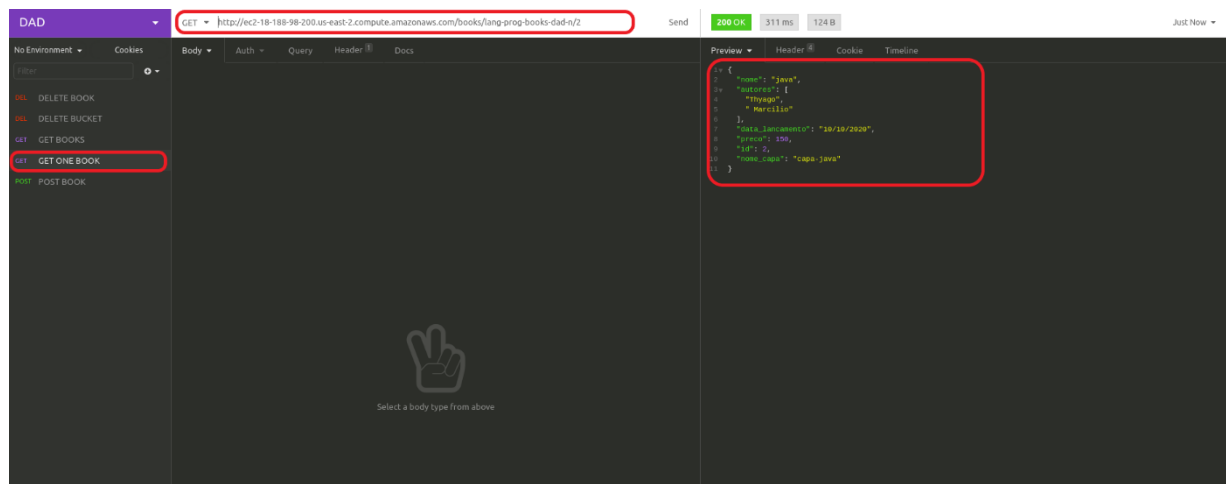 DAD
GET http://ec2-18-188-98-200.us-east-2.compute.amazonaws.com/books/lang-prog-books-dad-n/2 Send
200 OK 311 ms 124 B Just Now
No Environment Cookies
Body Auth Query Header 1 Docs
Preview Header 4 Cookie Timeline
Filter
DEL DELETE BOOK
DEL DELETE BUCKET
GET GET BOOKS
GET GET ONE BOOK
POST POST BOOK
Select a body type from above
1 {
2 "nome": "java",
3 "autores": [
4 "Thyago",
5 " Marcilio"
6 ],
7 "data_lancamento": "10/10/2020",
8 "preco": 150,
9 "id": 2,
10 "nome_capa": "capa-java"
11 }